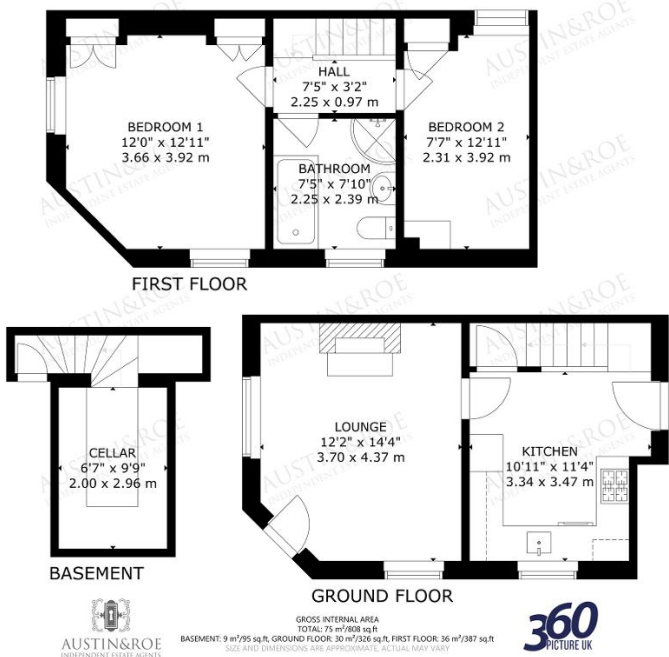 BEDROOM 1
12'0" x 12'11"
3.66 x 3.92 m
HALL
7'5" x 3'2"
2.25 x 0.97 m
BATHROOM
7'5" x 7'10"
2.25 x 2.39 m
BEDROOM 2
7'7" x 12'11"
2.31 x 3.92 m
FIRST FLOOR
CELLAR
6'7" x 9'9"
2.00 x 2.96 m
BASEMENT
LOUNGE
12'2" x 14'4"
3.70 x 4.37 m
KITCHEN
10'11" x 11'4"
3.34 x 3.47 m
GROUND FLOOR
AUSTIN&ROE
INDEPENDENT ESTATE AGENTS
GROSS INTERNAL AREA
TOTAL: 75 m²/808 sq.ft
BASEMENT: 9 m²/95 sq.ft, GROUND FLOOR: 30 m²/326 sq.ft, FIRST FLOOR: 36 m²/387 sq.ft
SIZE AND DIMENSIONS ARE APPROXIMATE, ACTUAL MAY VARY
360
PICTURE UK